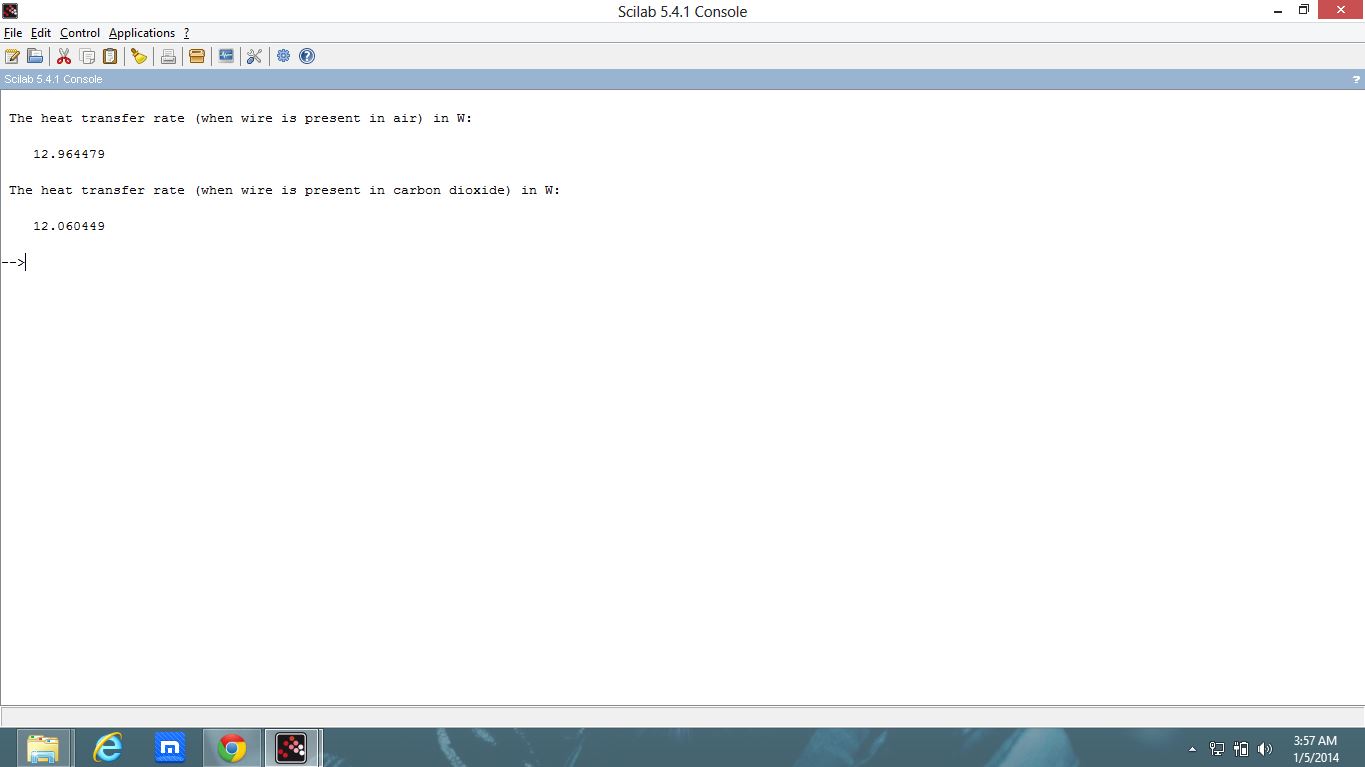 Scilab 5.4.1 Console
File Edit Control Applications ?
Scilab 5.4.1 Console ?
The heat transfer rate (when wire is present in air) in W:
12.964479
The heat transfer rate (when wire is present in carbon dioxide) in W:
12.060449
-->
3:57 AM
1/5/2014